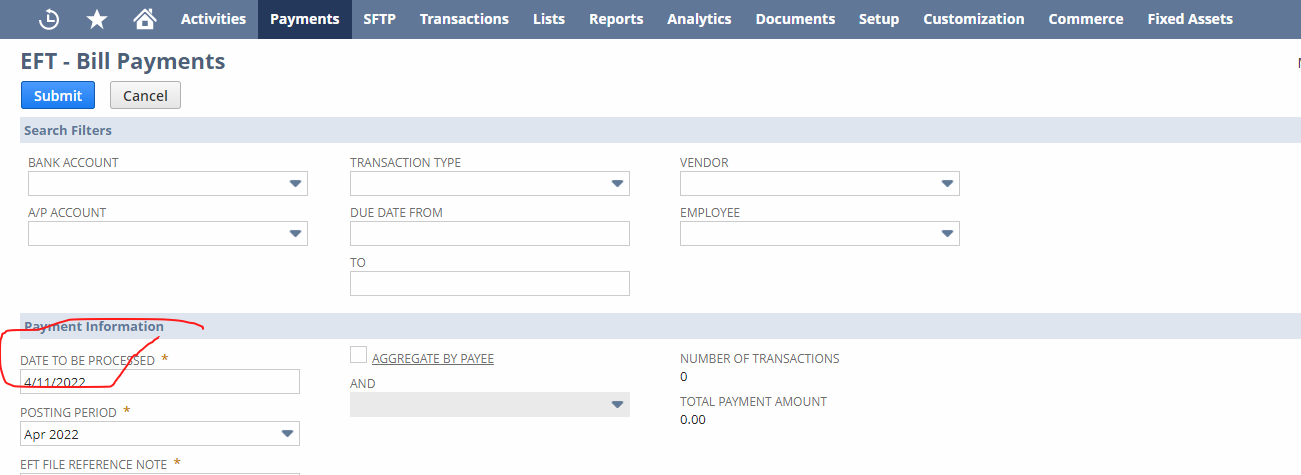 Activities Payments SFTP Transactions Lists Reports Analytics Documents Setup Customization Commerce Fixed Assets
EFT - Bill Payments
Submit Cancel
Search Filters
BANK ACCOUNT TRANSACTION TYPE VENDOR
A/P ACCOUNT DUE DATE FROM EMPLOYEE
TO
Payment Information
DATE TO BE PROCESSED * AGGREGATE BY PAYEE NUMBER OF TRANSACTIONS
4/11/2022 AND 0
POSTING PERIOD * TOTAL PAYMENT AMOUNT
Apr 2022 0.00
EFT FILE REFERENCE NOTE *